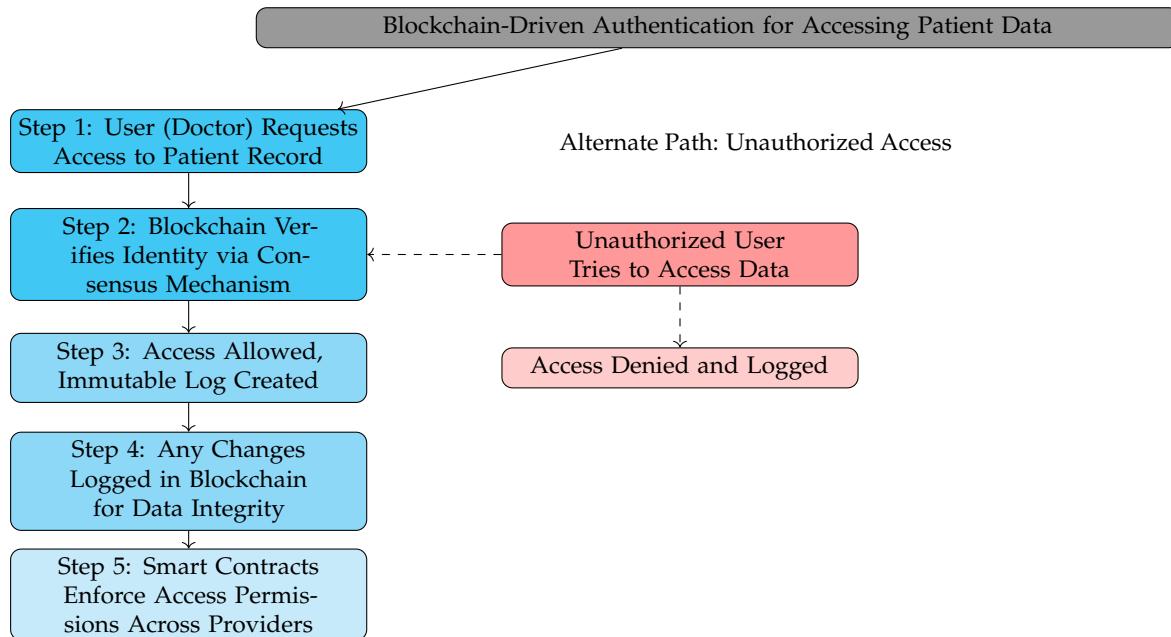 Blockchain-Driven Authentication for Accessing Patient Data
Step 1: User (Doctor) Requests
Access to Patient Record
Alternate Path: Unauthorized Access
Step 2: Blockchain Ver-
ifies Identity via Con-
sensus Mechanism
Unauthorized User
Tries to Access Data
Step 3: Access Allowed,
Immutable Log Created
Access Denied and Logged
Step 4: Any Changes
Logged in Blockchain
for Data Integrity
Step 5: Smart Contracts
Enforce Access Permis-
sions Across Providers